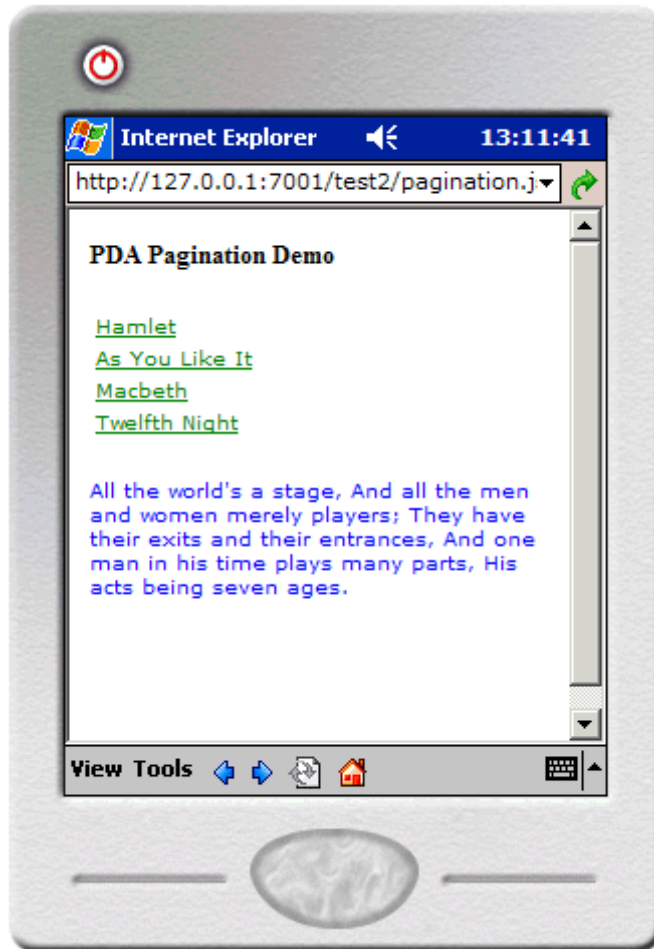 Internet Explorer 13:11:41
http://127.0.0.1:7001/test2/pagination.j
PDA Pagination Demo
Hamlet
As You Like It
Macbeth
Twelfth Night
All the world's a stage, And all the men
and women merely players; They have
their exits and their entrances, And one
man in his time plays many parts, His
acts being seven ages.
View Tools